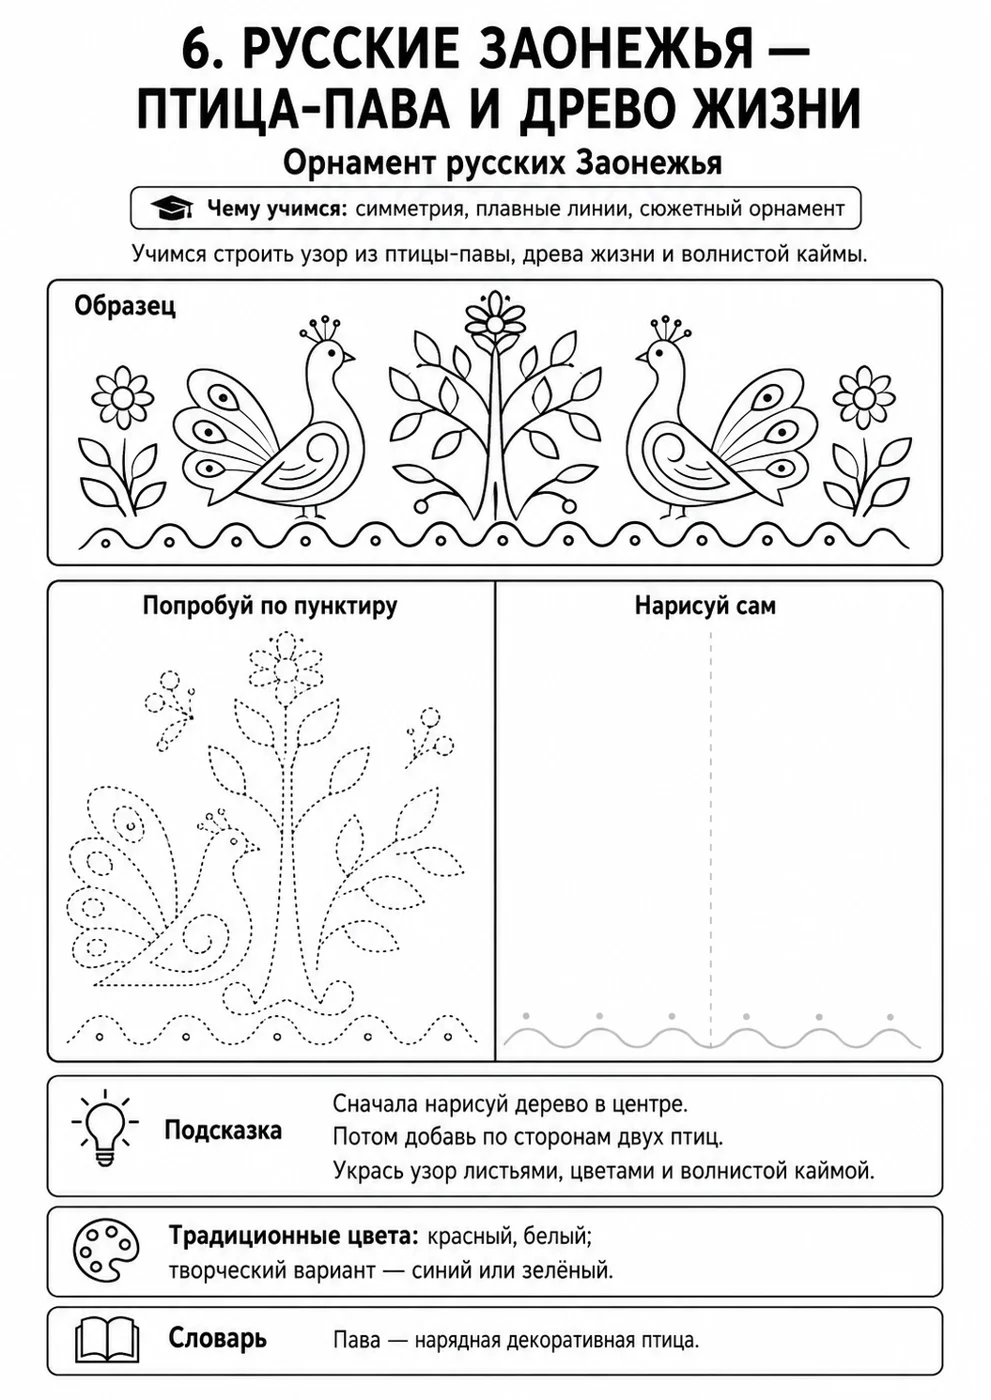 6. РУССКИЕ ЗАОНЕЖЬЯ —
ПТИЦА-ПАВА И ДРЕВО ЖИЗНИ
Орнамент русских Заонежья
Чему учимся: симметрия, плавные линии, сюжетный орнамент
Учимся строить узор из птицы-павы, древа жизни и волнистой каймы.
Образец
Попробуй по пунктиру
Нарисуй сам
Подсказка
Сначала нарисуй дерево в центре.
Потом добавь по сторонам двух птиц.
Укрась узор листьями, цветами и волнистой каймой.
Традиционные цвета: красный, белый;
творческий вариант — синий или зелёный.
Словарь
Пава — нарядная декоративная птица.